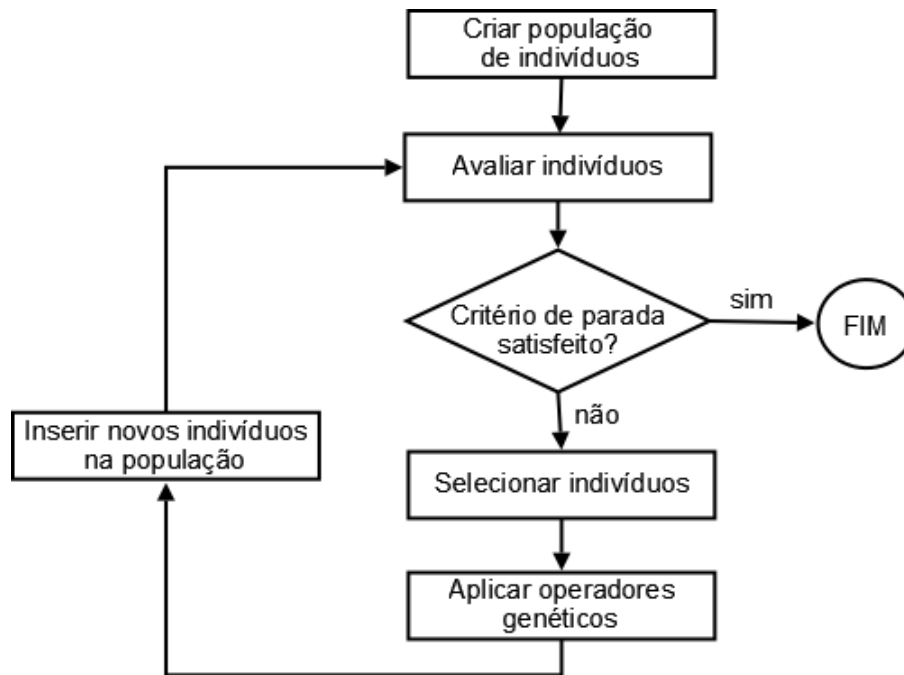 Criar população
de indivíduos
Avaliar indivíduos
Critério de parada
satisfeito?
sim
FIM
não
Inserir novos indivíduos
na população
Selecionar indivíduos
Aplicar operadores
genéticos